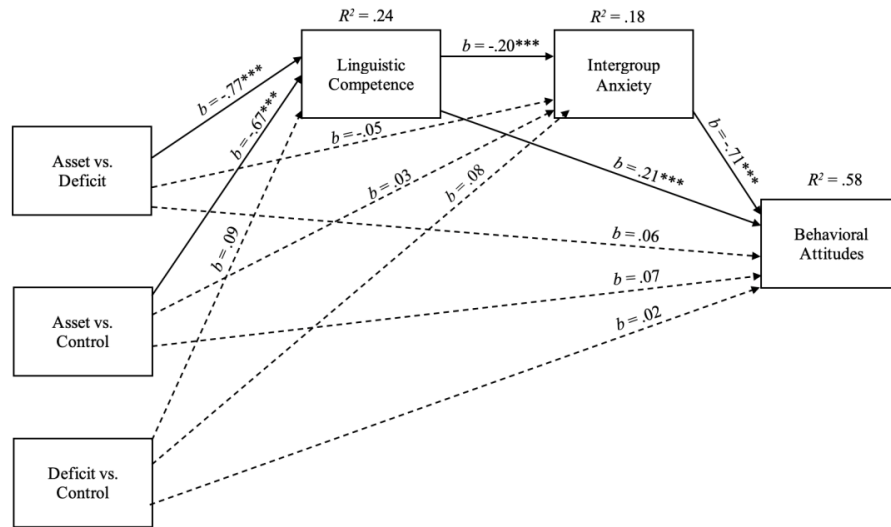 R² = .24
R² = .18
Linguistic
Competence
b = -.20***
Intergroup
Anxiety
b = -.77***
b = -.67***
b = -.05
b = .03
b = .09
b = .08
b = .21***
b = -.71***
R² = .58
Asset vs.
Deficit
b = .06
Behavioral
Attitudes
Asset vs.
Control
b = .07
b = .02
Deficit vs.
Control